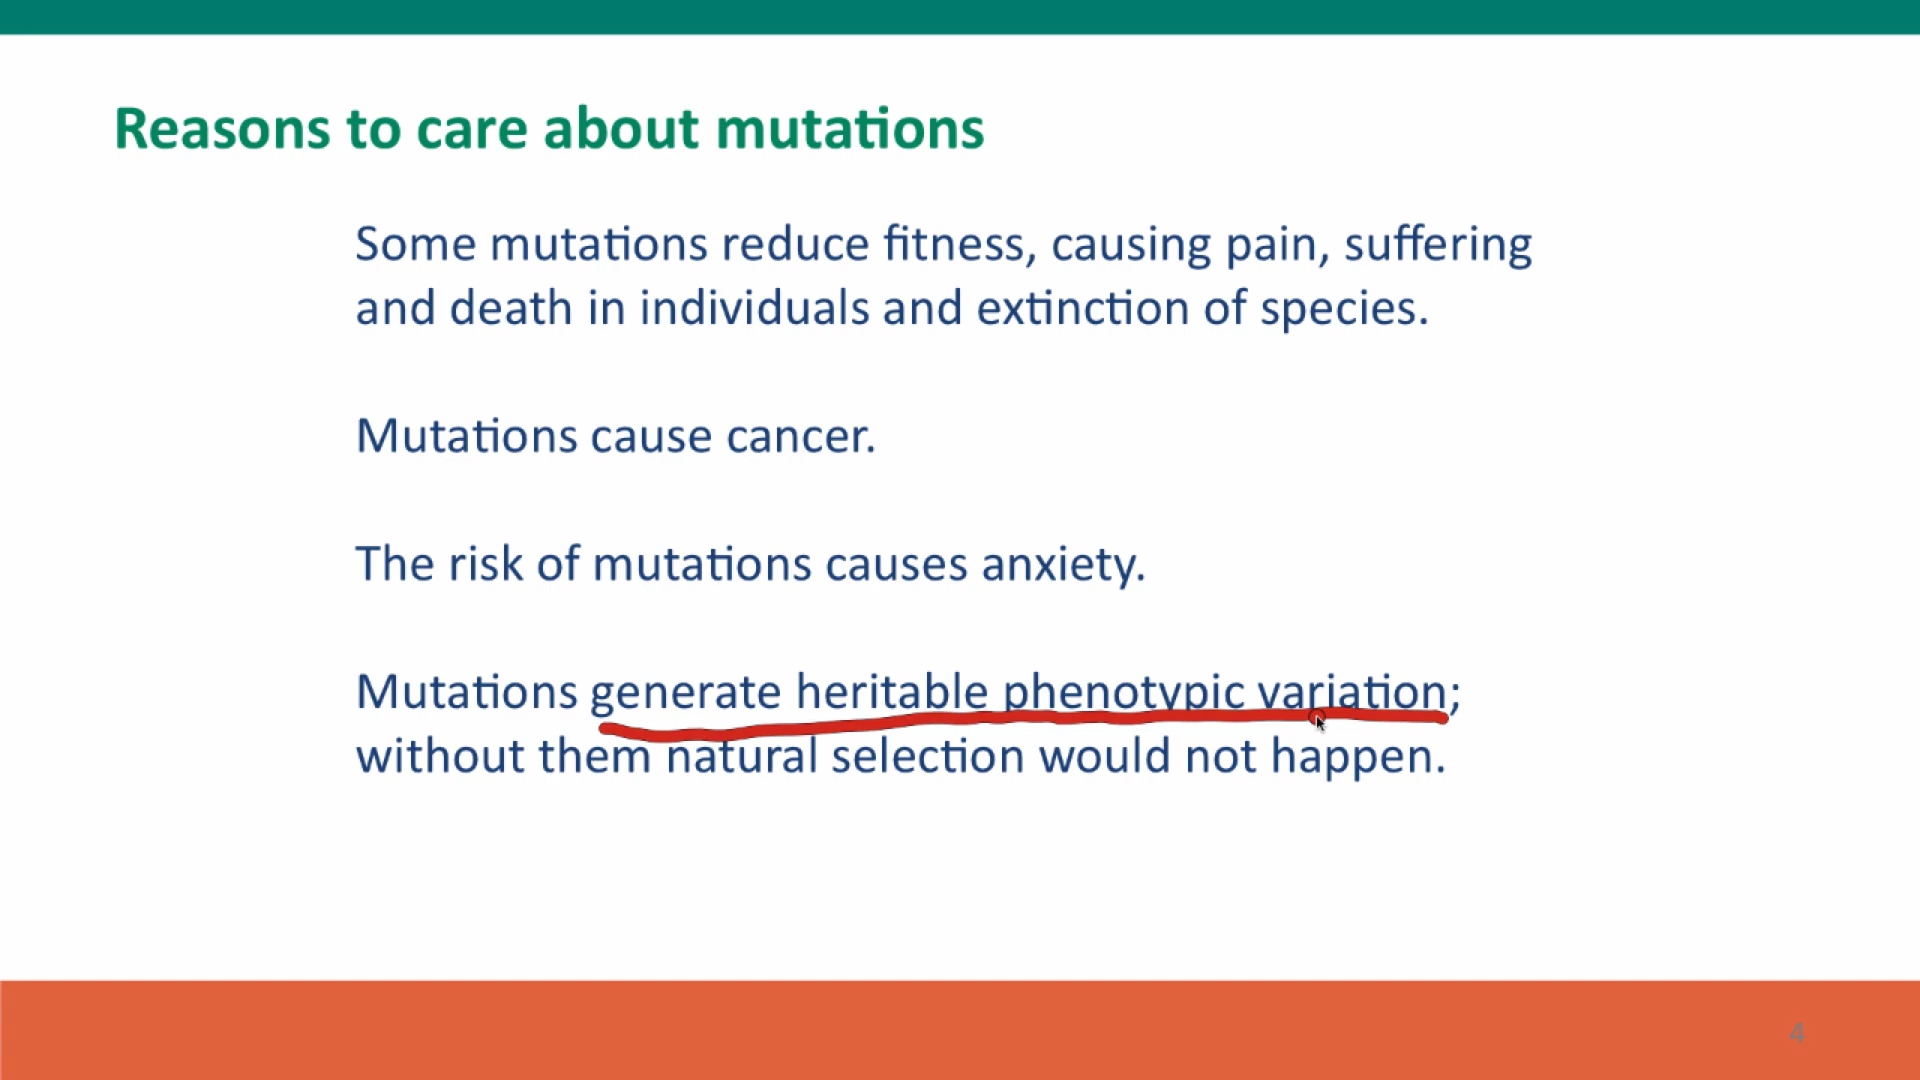 Reasons to care about mutations
Some mutations reduce fitness, causing pain, suffering
and death in individuals and extinction of species.
Mutations cause cancer.
The risk of mutations causes anxiety.
Mutations generate heritable phenotypic variation;
without them natural selection would not happen.
4